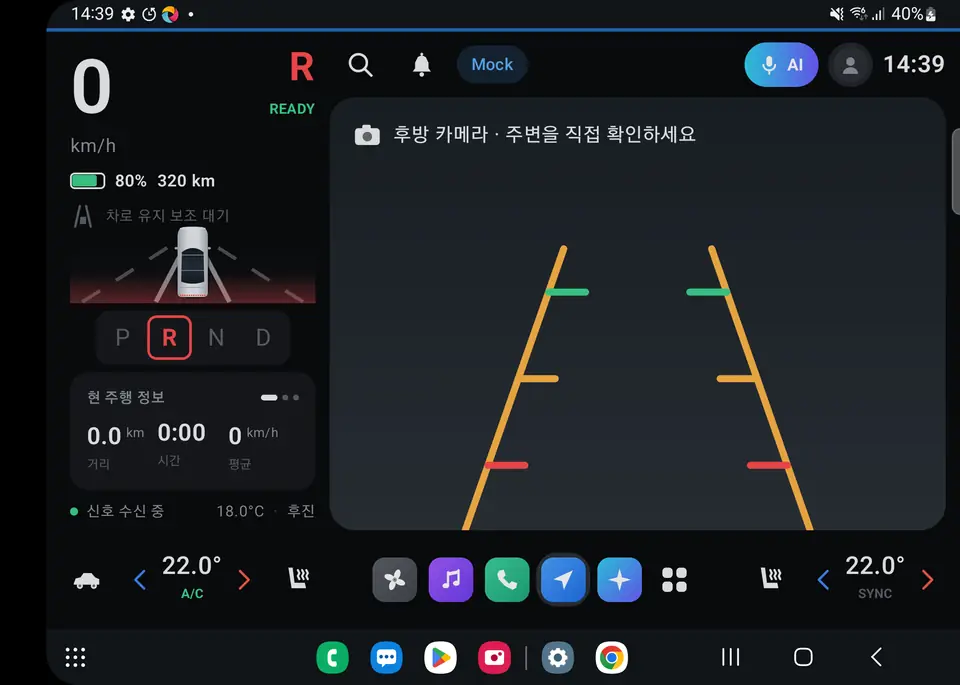 14:39
40%
0
R
READY
km/h
80% 320 km
차로 유지 보조 대기
P R N D
현 주행 정보
0.0 km 0:00 0 km/h
거리 시간 평균
신호 수신 중 18.0°C · 후진
Mock
AI
14:39
후방 카메라 · 주변을 직접 확인하세요
22.0°
A/C
22.0°
SYNC